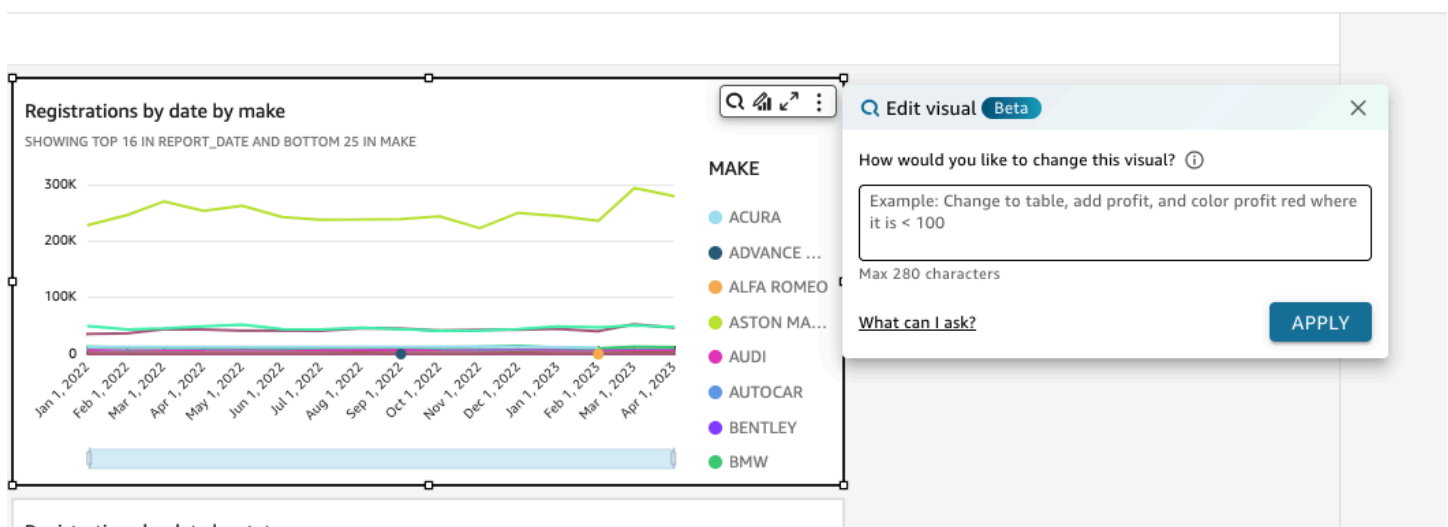 Registrations by date by make
SHOWING TOP 16 IN REPORT_DATE AND BOTTOM 25 IN MAKE
300K
200K
100K
0
Jan 1, 2022
Feb 1, 2022
Mar 1, 2022
Apr 1, 2022
May 1, 2022
Jun 1, 2022
Jul 1, 2022
Aug 1, 2022
Sep 1, 2022
Oct 1, 2022
Nov 1, 2022
Dec 1, 2022
Jan 1, 2023
Feb 1, 2023
Mar 1, 2023
Apr 1, 2023
MAKE
ACURA
ADVANCE ...
ALFA ROMEO
ASTON MA...
AUDI
AUTOCAR
BENTLEY
BMW
Edit visual Beta
How would you like to change this visual?
Example: Change to table, add profit, and color profit red where
it is < 100
Max 280 characters
What can I ask?
APPLY